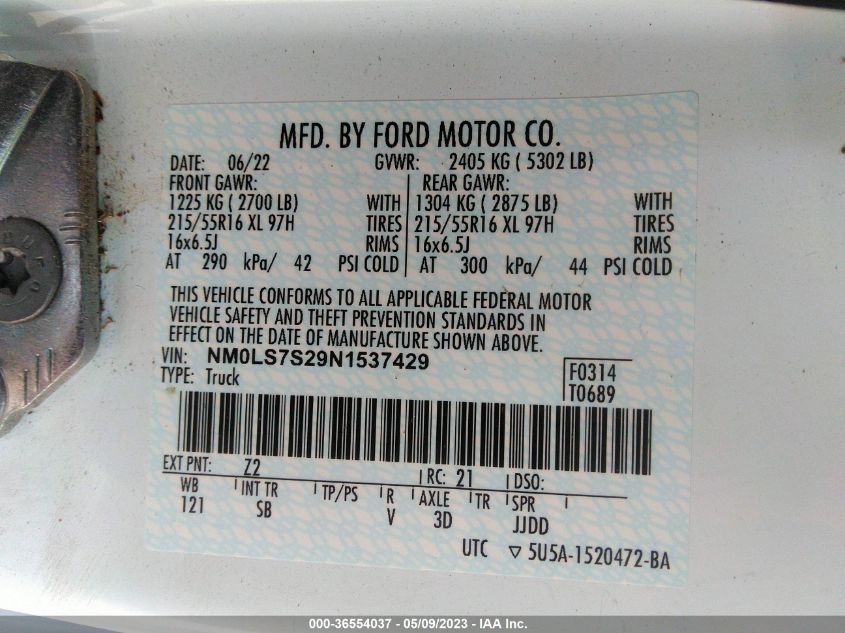 MFD. BY FORD MOTOR CO.
DATE: 06/22 GVWR: 2405 KG ( 5302 LB)
FRONT GAWR: REAR GAWR:
1225 KG ( 2700 LB) WITH 1304 KG ( 2875 LB) WITH
215/55R16 XL 97H TIRES 215/55R16 XL 97H TIRES
16x6.5J RIMS 16x6.5J RIMS
AT 290 kPa/ 42 PSI COLD AT 300 kPa/ 44 PSI COLD
THIS VEHICLE CONFORMS TO ALL APPLICABLE FEDERAL MOTOR
VEHICLE SAFETY AND THEFT PREVENTION STANDARDS IN
EFFECT ON THE DATE OF MANUFACTURE SHOWN ABOVE.
VIN: NM0LS7S29N1537429
TYPE: Truck
F0314
T0689
EXT PNT: Z2 RC: 21 DSO:
WB INT TR TP/PS R AXLE TR SPR
121 SB V 3D JJDD
UTC ▽ 5U5A-1520472-BA
000-36554037 - 05/09/2023 - IAA Inc.